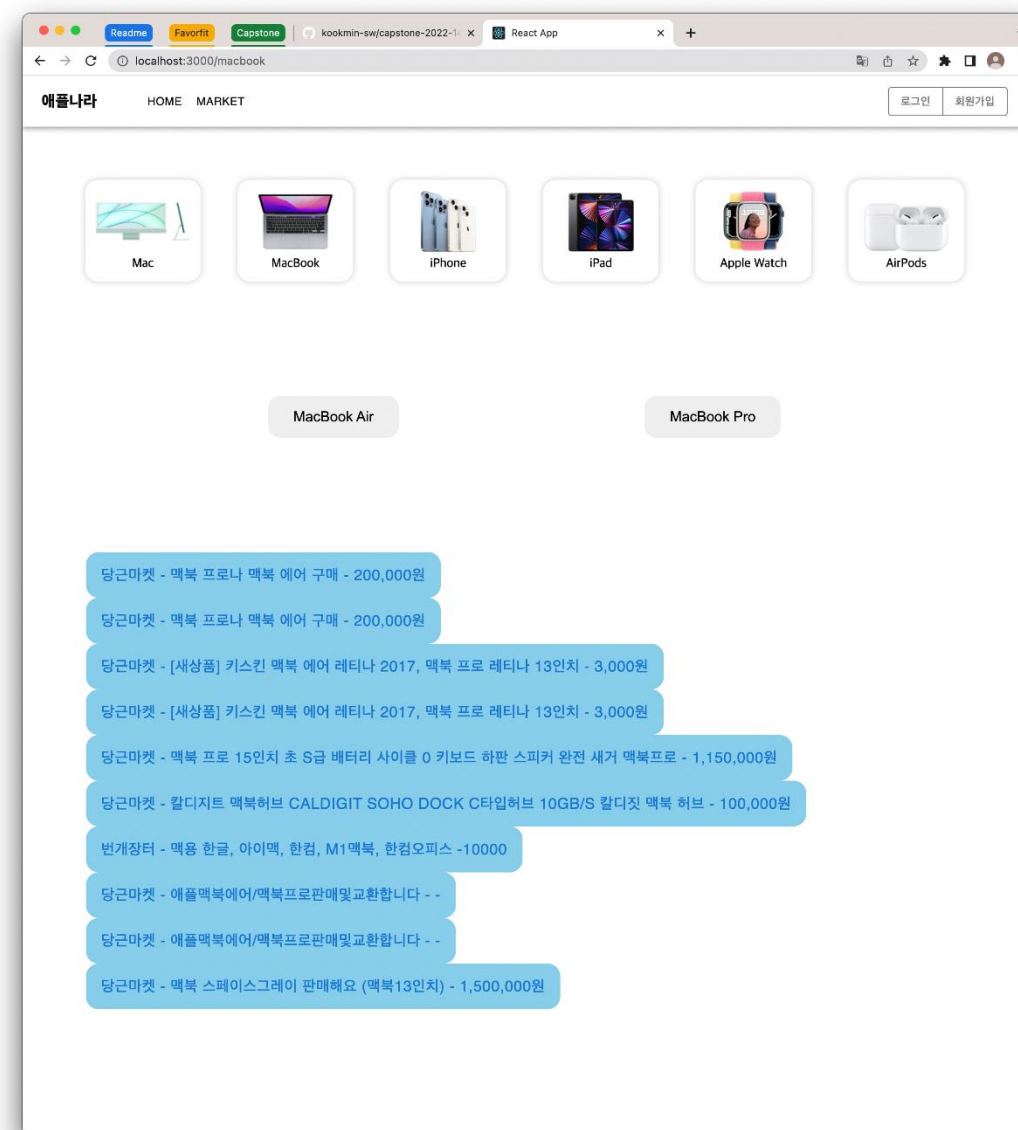 Readme Favorfit Capstone kookmin-sw/capstone-2022-1 React App
localhost:3000/macbook
애플나라 HOME MARKET 로그인 회원가입
Mac MacBook iPhone iPad Apple Watch AirPods
MacBook Air MacBook Pro
당근마켓 - 맥북 프로나 맥북 에어 구매 - 200,000원
당근마켓 - 맥북 프로나 맥북 에어 구매 - 200,000원
당근마켓 - [새상품] 키스킨 맥북 에어 레티나 2017, 맥북 프로 레티나 13인치 - 3,000원
당근마켓 - [새상품] 키스킨 맥북 에어 레티나 2017, 맥북 프로 레티나 13인치 - 3,000원
당근마켓 - 맥북 프로 15인치 초 S급 배터리 사이클 0 키보드 하판 스피커 완전 새거 맥북프로 - 1,150,000원
당근마켓 - 칼디지트 맥북허브 CALDIGIT SOHO DOCK C타입허브 10GB/S 칼디짓 맥북 허브 - 100,000원
번개장터 - 맥용 한글, 아이맥, 한컴, M1맥북, 한컴오피스 -10000
당근마켓 - 애플맥북에어/맥북프로판매및교환합니다 - -
당근마켓 - 애플맥북에어/맥북프로판매및교환합니다 - -
당근마켓 - 맥북 스페이스그레이 판매해요 (맥북13인치) - 1,500,000원